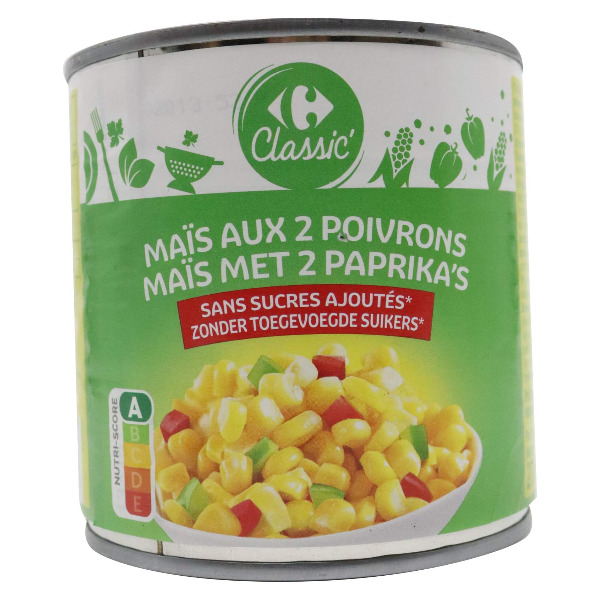 Classic'
MAÏS AUX 2 POIVRONS
MAÏS MET 2 PAPRIKA'S
SANS SUCRES AJOUTÉS*
ZONDER TOEGEVOEGDE SUIKERS*
NUTRI-SCORE
A
B
C
D
E